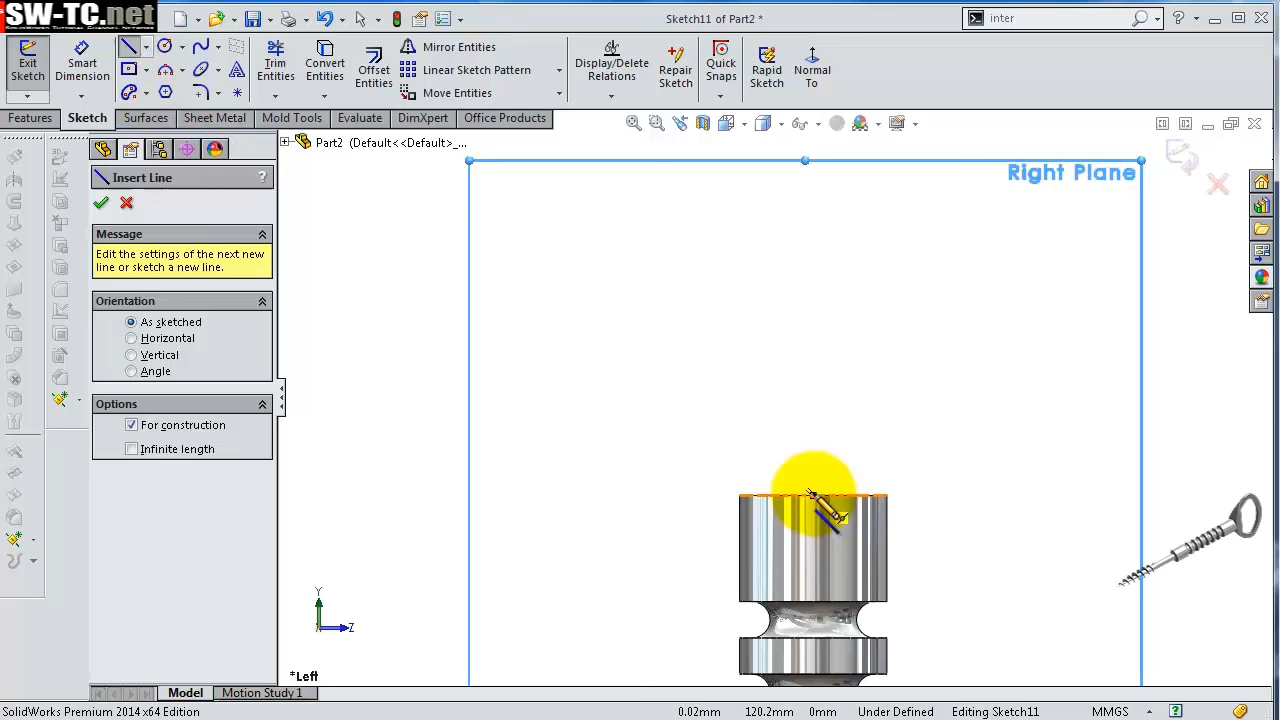 SW-TC.net
SOLIDWORKS TUTORIAL CHANNEL NETWORKS
Sketch11 of Part2 *
inter
Exit Sketch
Smart Dimension
Trim Entities
Convert Entities
Offset Entities
Mirror Entities
Linear Sketch Pattern
Move Entities
Display/Delete Relations
Repair Sketch
Quick Snaps
Rapid Sketch
Normal To
Features
Sketch
Surfaces
Sheet Metal
Mold Tools
Evaluate
DimXpert
Office Products
Part2 (Default<<Default>_...
Right Plane
Insert Line
?
Message
Edit the settings of the next new
line or sketch a new line.
Orientation
As sketched
Horizontal
Vertical
Angle
Options
For construction
Infinite length
Y
Z
*Left
Model
Motion Study 1
SolidWorks Premium 2014 x64 Edition
0.02mm
120.2mm
0mm
Under Defined
Editing Sketch11
MMGS